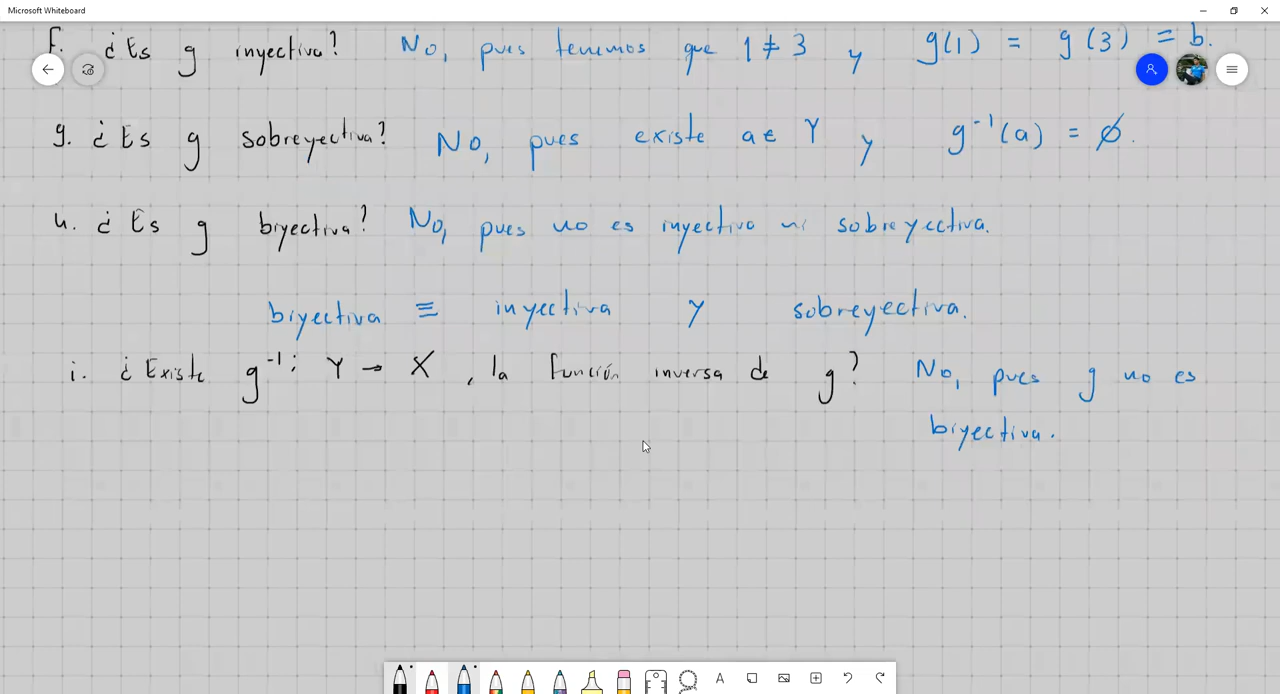 Microsoft Whiteboard
f. ¿Es g inyectiva? No, pues tenemos que 1 ≠ 3 y g(1) = g(3) = b.
g. ¿Es g sobreyectiva? No, pues existe a ∈ Y y g⁻¹(a) = ∅.
h. ¿Es g biyectiva? No, pues no es inyectiva ni sobreyectiva.
biyectiva ≡ inyectiva y sobreyectiva.
i. ¿Existe g⁻¹: Y → X, la función inversa de g? No, pues g no es
biyectiva.